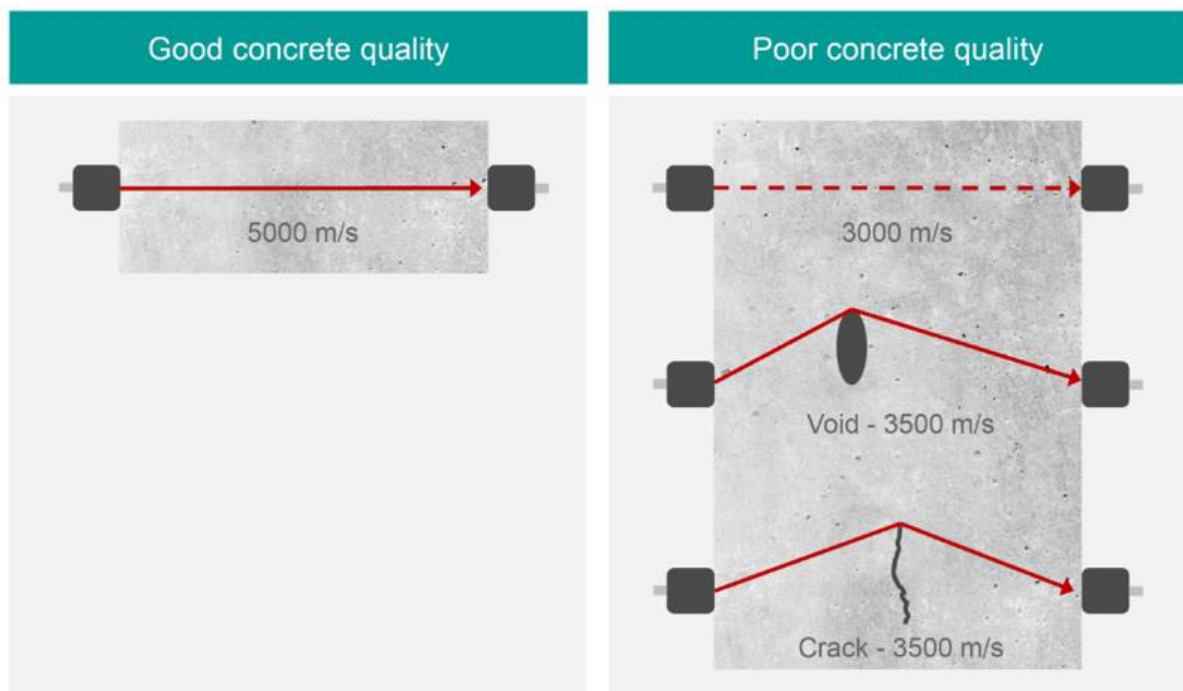 Good concrete quality
5000 m/s
Poor concrete quality
3000 m/s
Void - 3500 m/s
Crack - 3500 m/s